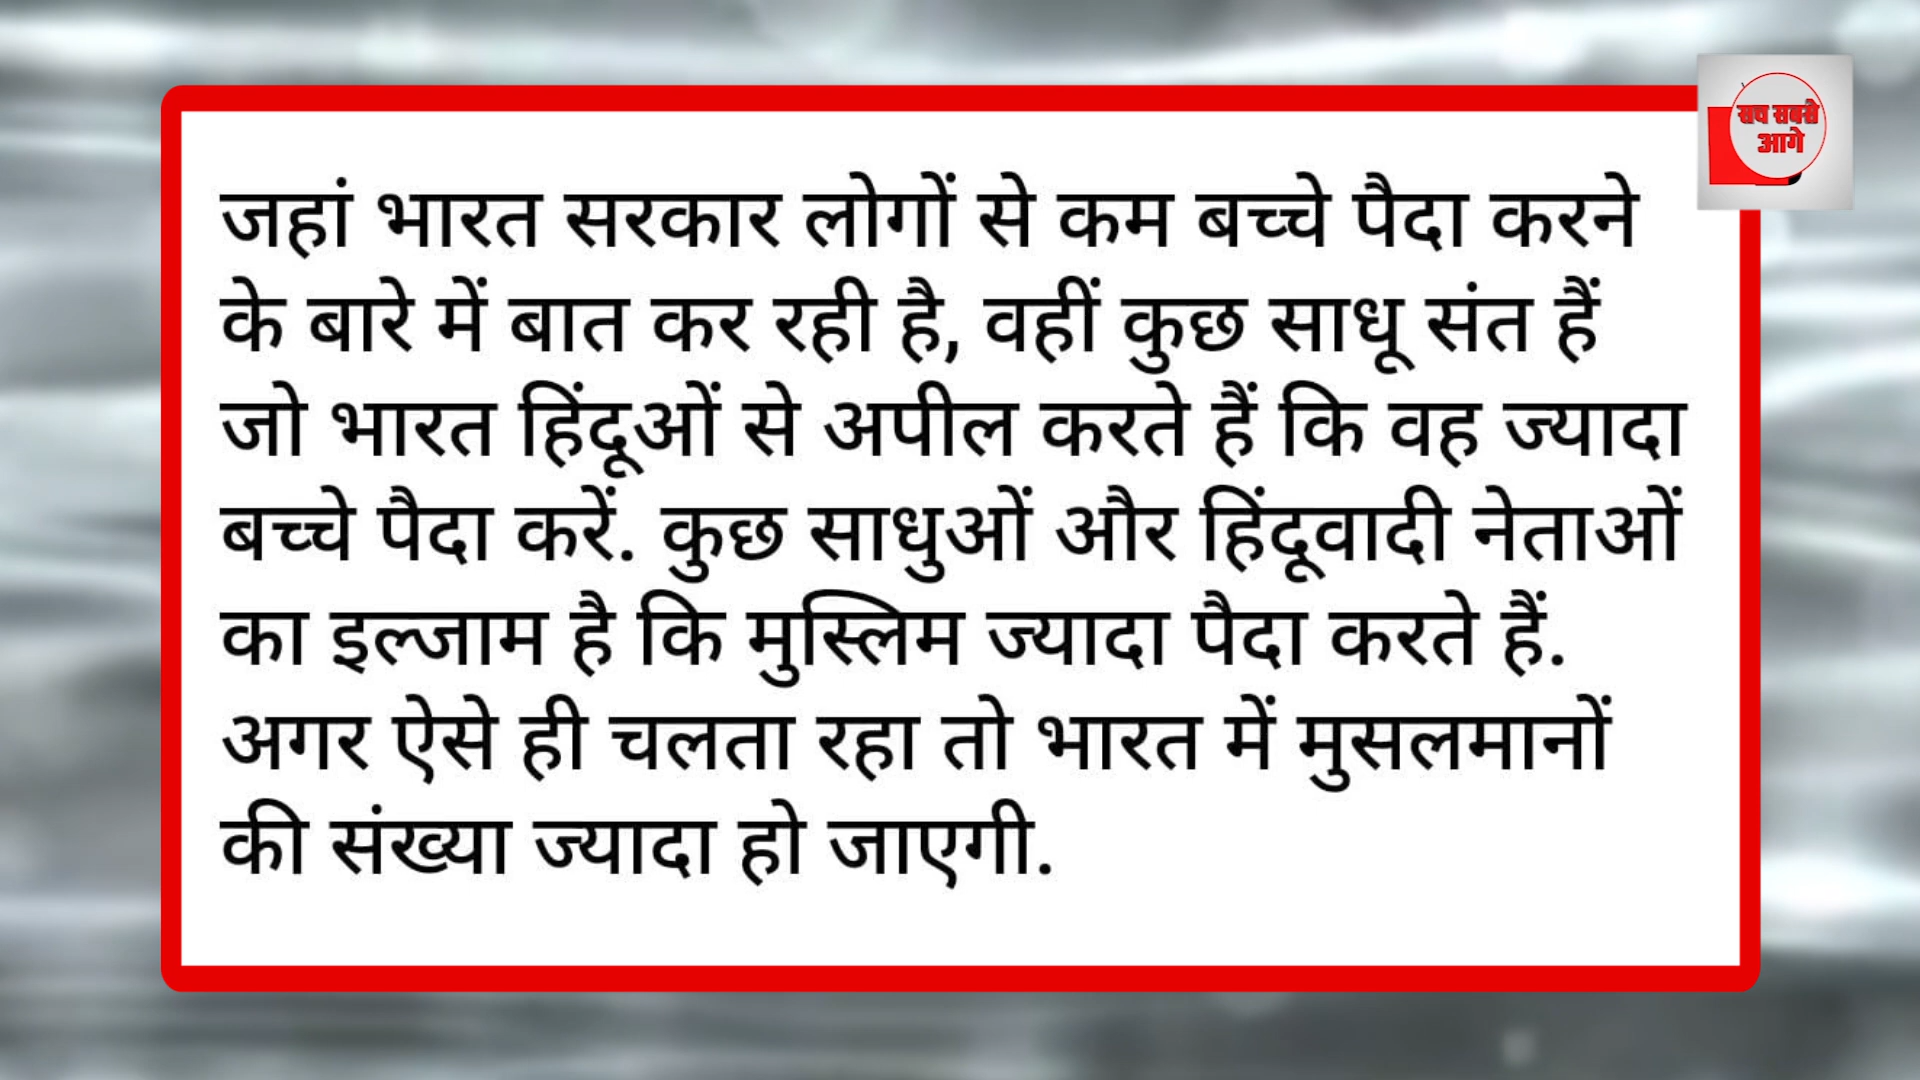 सच सबसे
आगे
जहां भारत सरकार लोगों से कम बच्चे पैदा करने
के बारे में बात कर रही है, वहीं कुछ साधू संत हैं
जो भारत हिंदूओं से अपील करते हैं कि वह ज्यादा
बच्चे पैदा करें. कुछ साधुओं और हिंदूवादी नेताओं
का इल्जाम है कि मुस्लिम ज्यादा पैदा करते हैं.
अगर ऐसे ही चलता रहा तो भारत में मुसलमानों
की संख्या ज्यादा हो जाएगी.